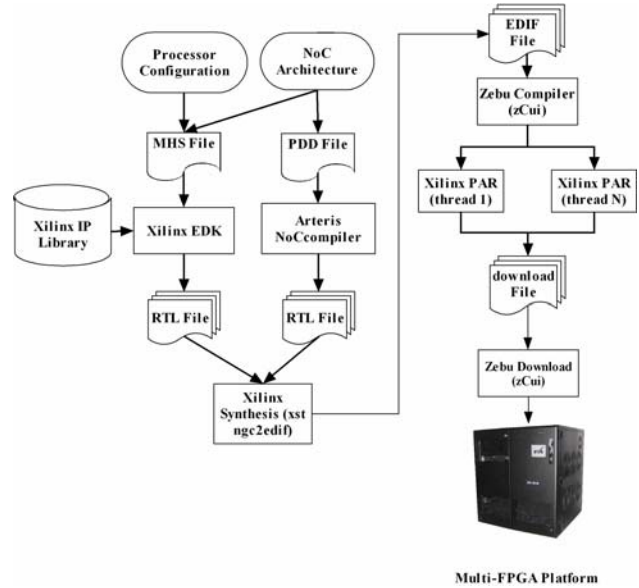 Processor
Configuration
NoC
Architecture
MHS File
PDD File
Xilinx IP
Library
Xilinx EDK
Arteris
NoCcompiler
RTL File
RTL File
Xilinx
Synthesis (xst
ngc2edif)
EDIF
File
Zebu Compiler
(zCui)
Xilinx PAR
(thread 1)
Xilinx PAR
(thread N)
download
File
Zebu Download
(zCui)
Multi-FPGA Platform